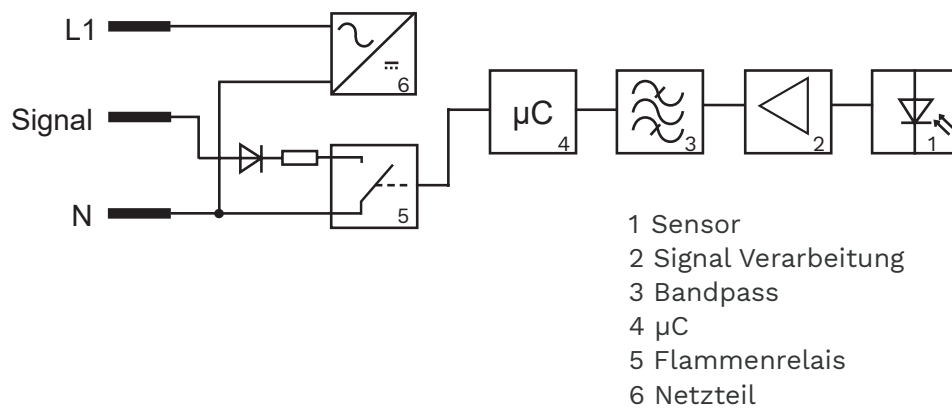 L1
6
Signal
µC
4
3
2
1
N
5
1 Sensor
2 Signal Verarbeitung
3 Bandpass
4 µC
5 Flammenrelais
6 Netzteil